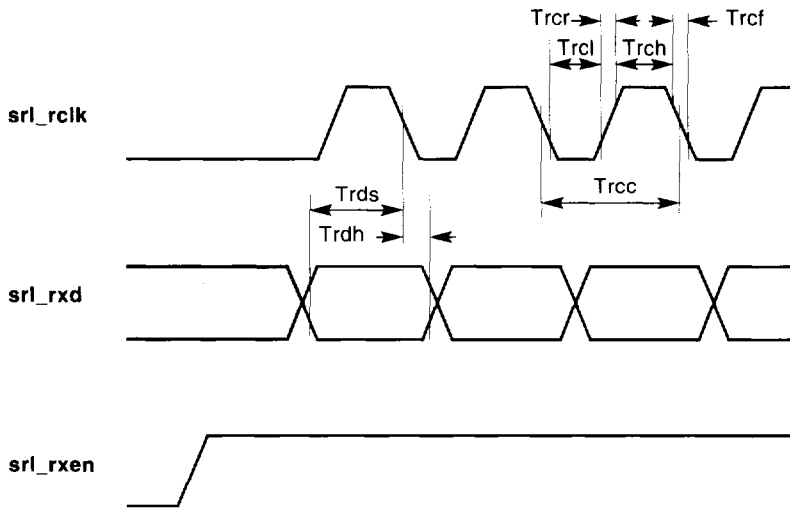 Trcr Trcf
Trcl Trch
srl_rclk
Trcc
Trds
Trdh
srl_rxd
srl_rxen